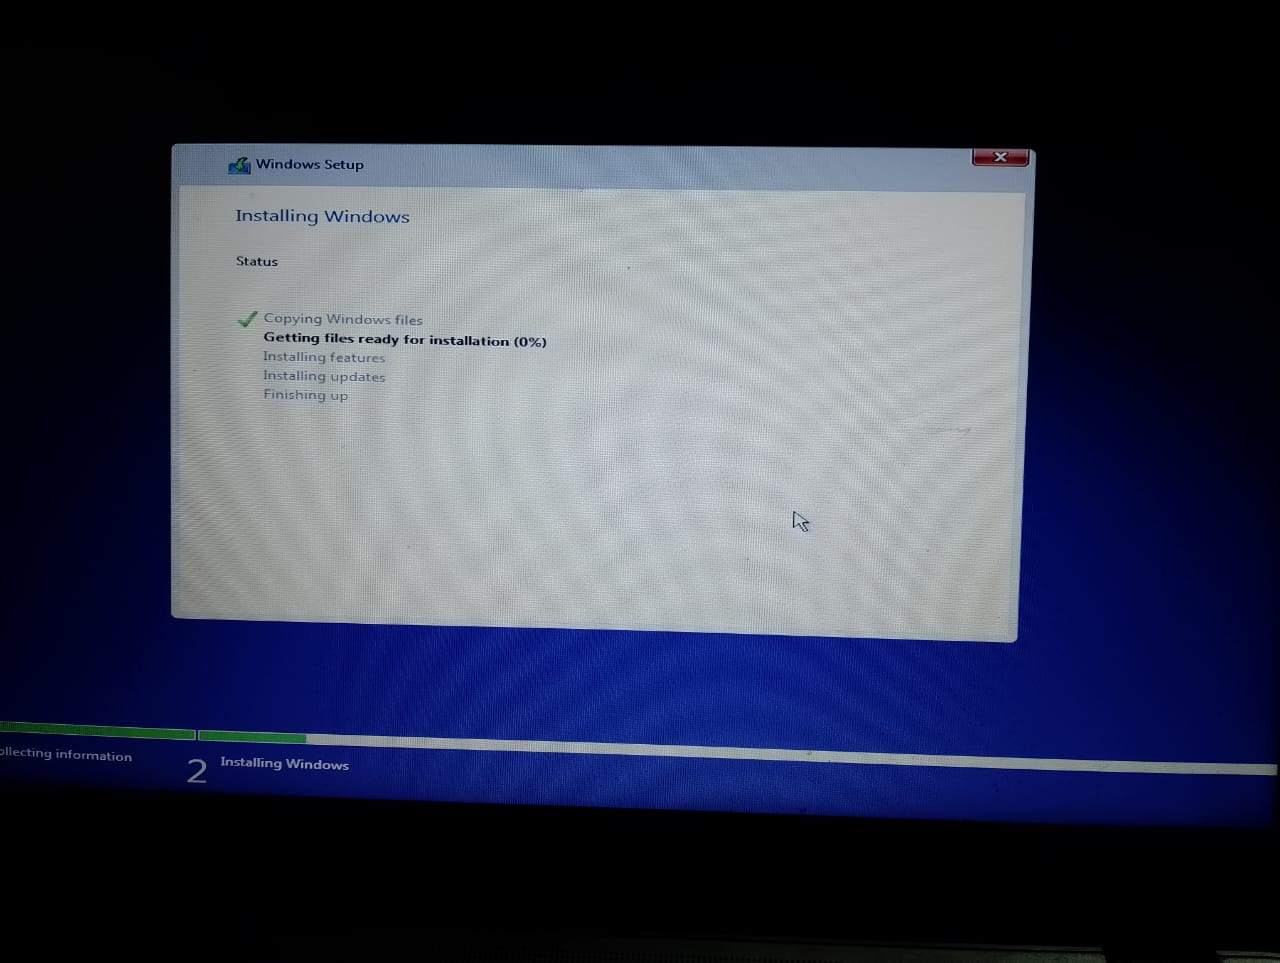 Windows Setup
Installing Windows
Status
Copying Windows files
Getting files ready for installation (0%)
Installing features
Installing updates
Finishing up
ollecting information
2 Installing Windows